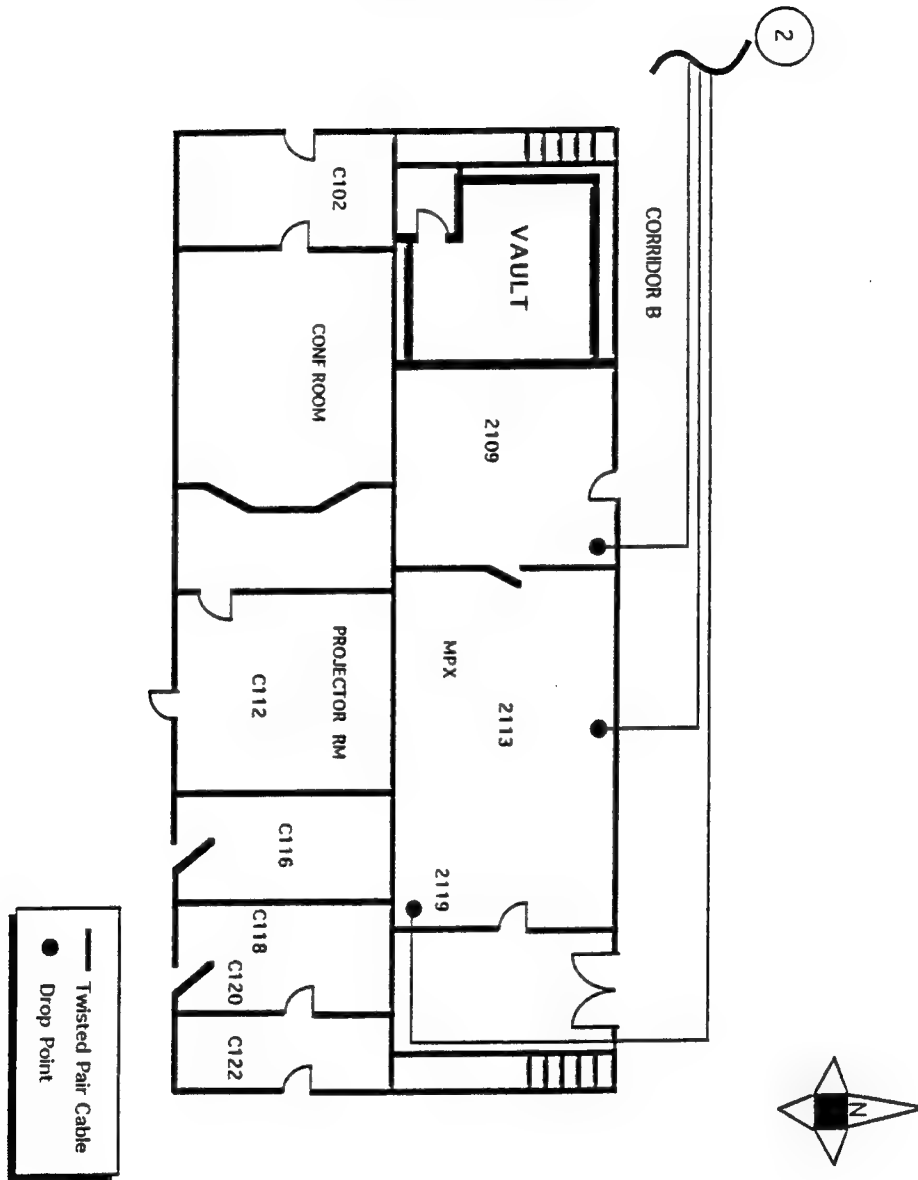 2
CORRIDOR B
VAULT
2109
2113
MPX
2119
C102
CONF ROOM
PROJECTOR RM
C112
C116
C118
C120
C122
N
Twisted Pair Cable
Drop Point